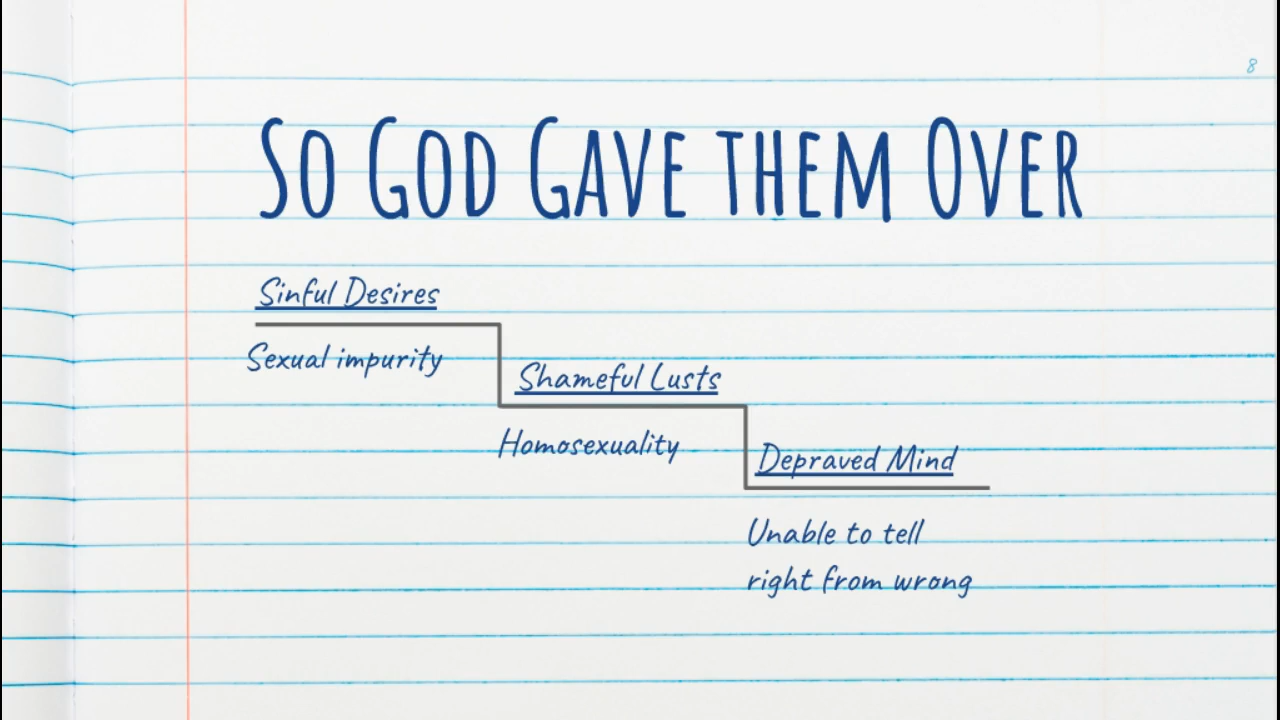 8
So God Gave them Over
Sinful Desires
Sexual impurity
Shameful Lusts
Homosexuality
Depraved Mind
Unable to tell
right from wrong